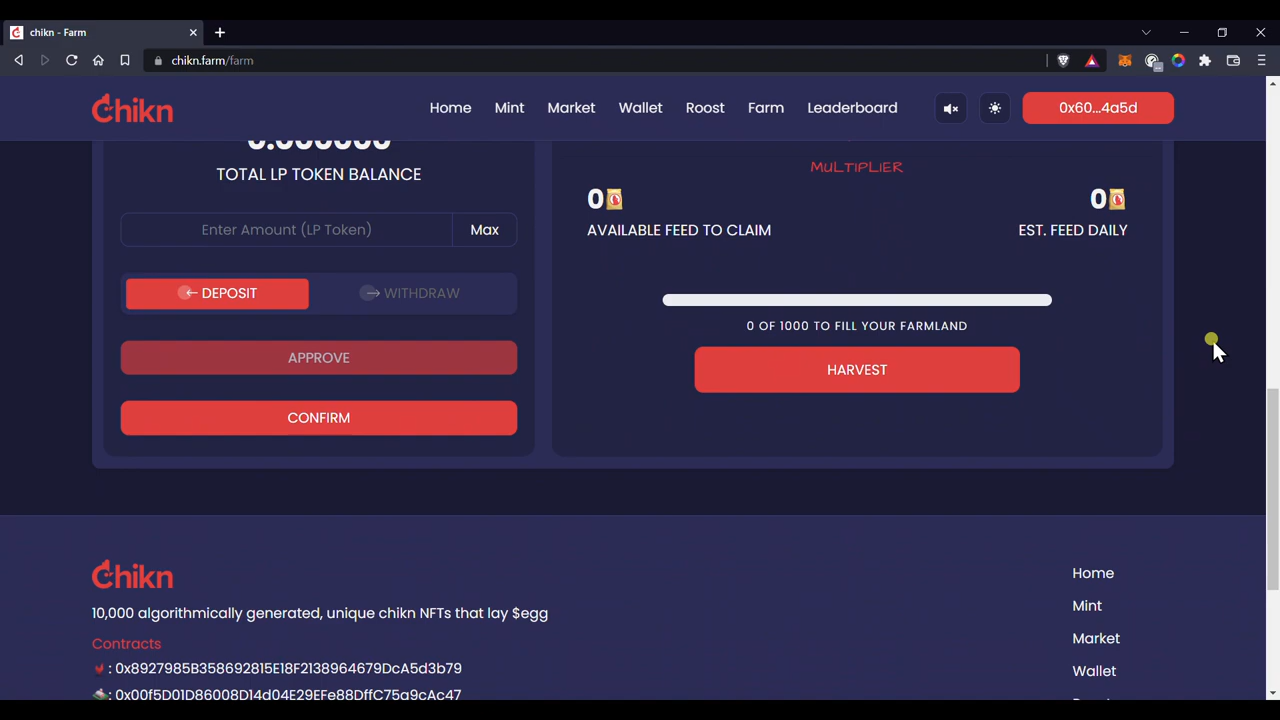 chikn - Farm
chikn.farm/farm
Chikn
Home
Mint
Market
Wallet
Roost
Farm
Leaderboard
0x60...4a5d
TOTAL LP TOKEN BALANCE
Enter Amount (LP Token)
Max
← DEPOSIT
→ WITHDRAW
APPROVE
CONFIRM
MULTIPLIER
0
AVAILABLE FEED TO CLAIM
0
EST. FEED DAILY
0 OF 1000 TO FILL YOUR FARMLAND
HARVEST
Chikn
10,000 algorithmically generated, unique chikn NFTs that lay $egg
Contracts
: 0x8927985B358692815E18F2138964679DcA5d3b79
: 0x00f5D01D86008D14d04E29EFe88DffC75a9cAc47
Home
Mint
Market
Wallet